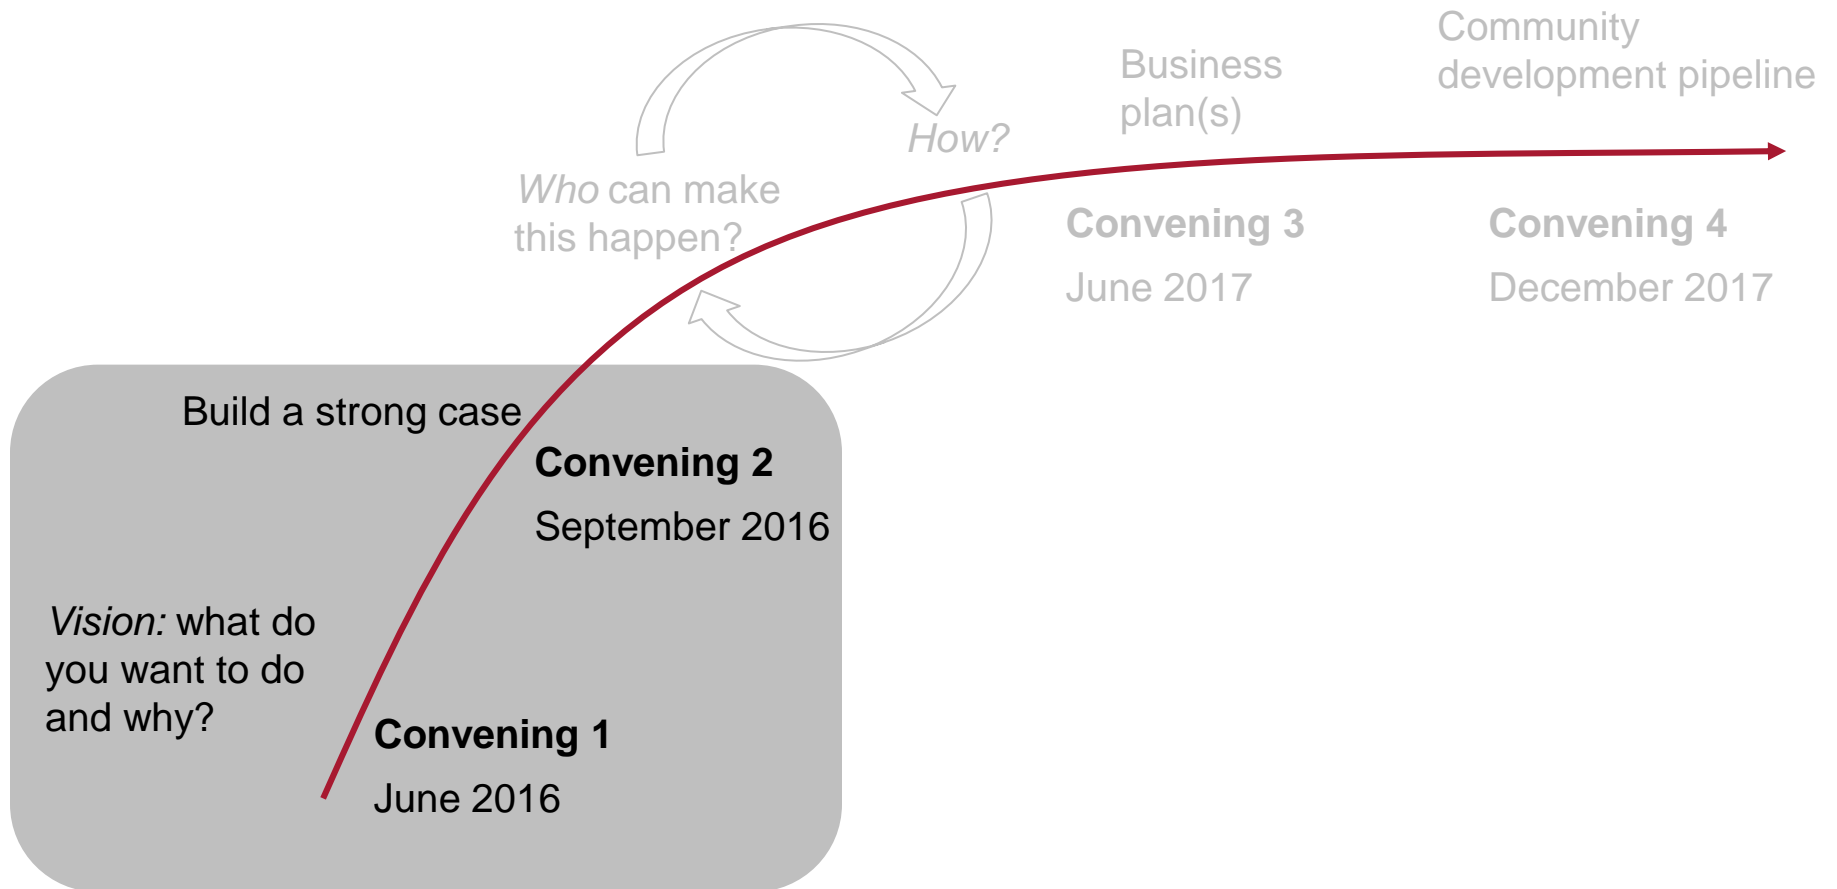 Community
development pipeline
Business
plan(s)
How?
Who can make
this happen?
Convening 3
June 2017
Convening 4
December 2017
Build a strong case
Convening 2
September 2016
Vision: what do
you want to do
and why?
Convening 1
June 2016